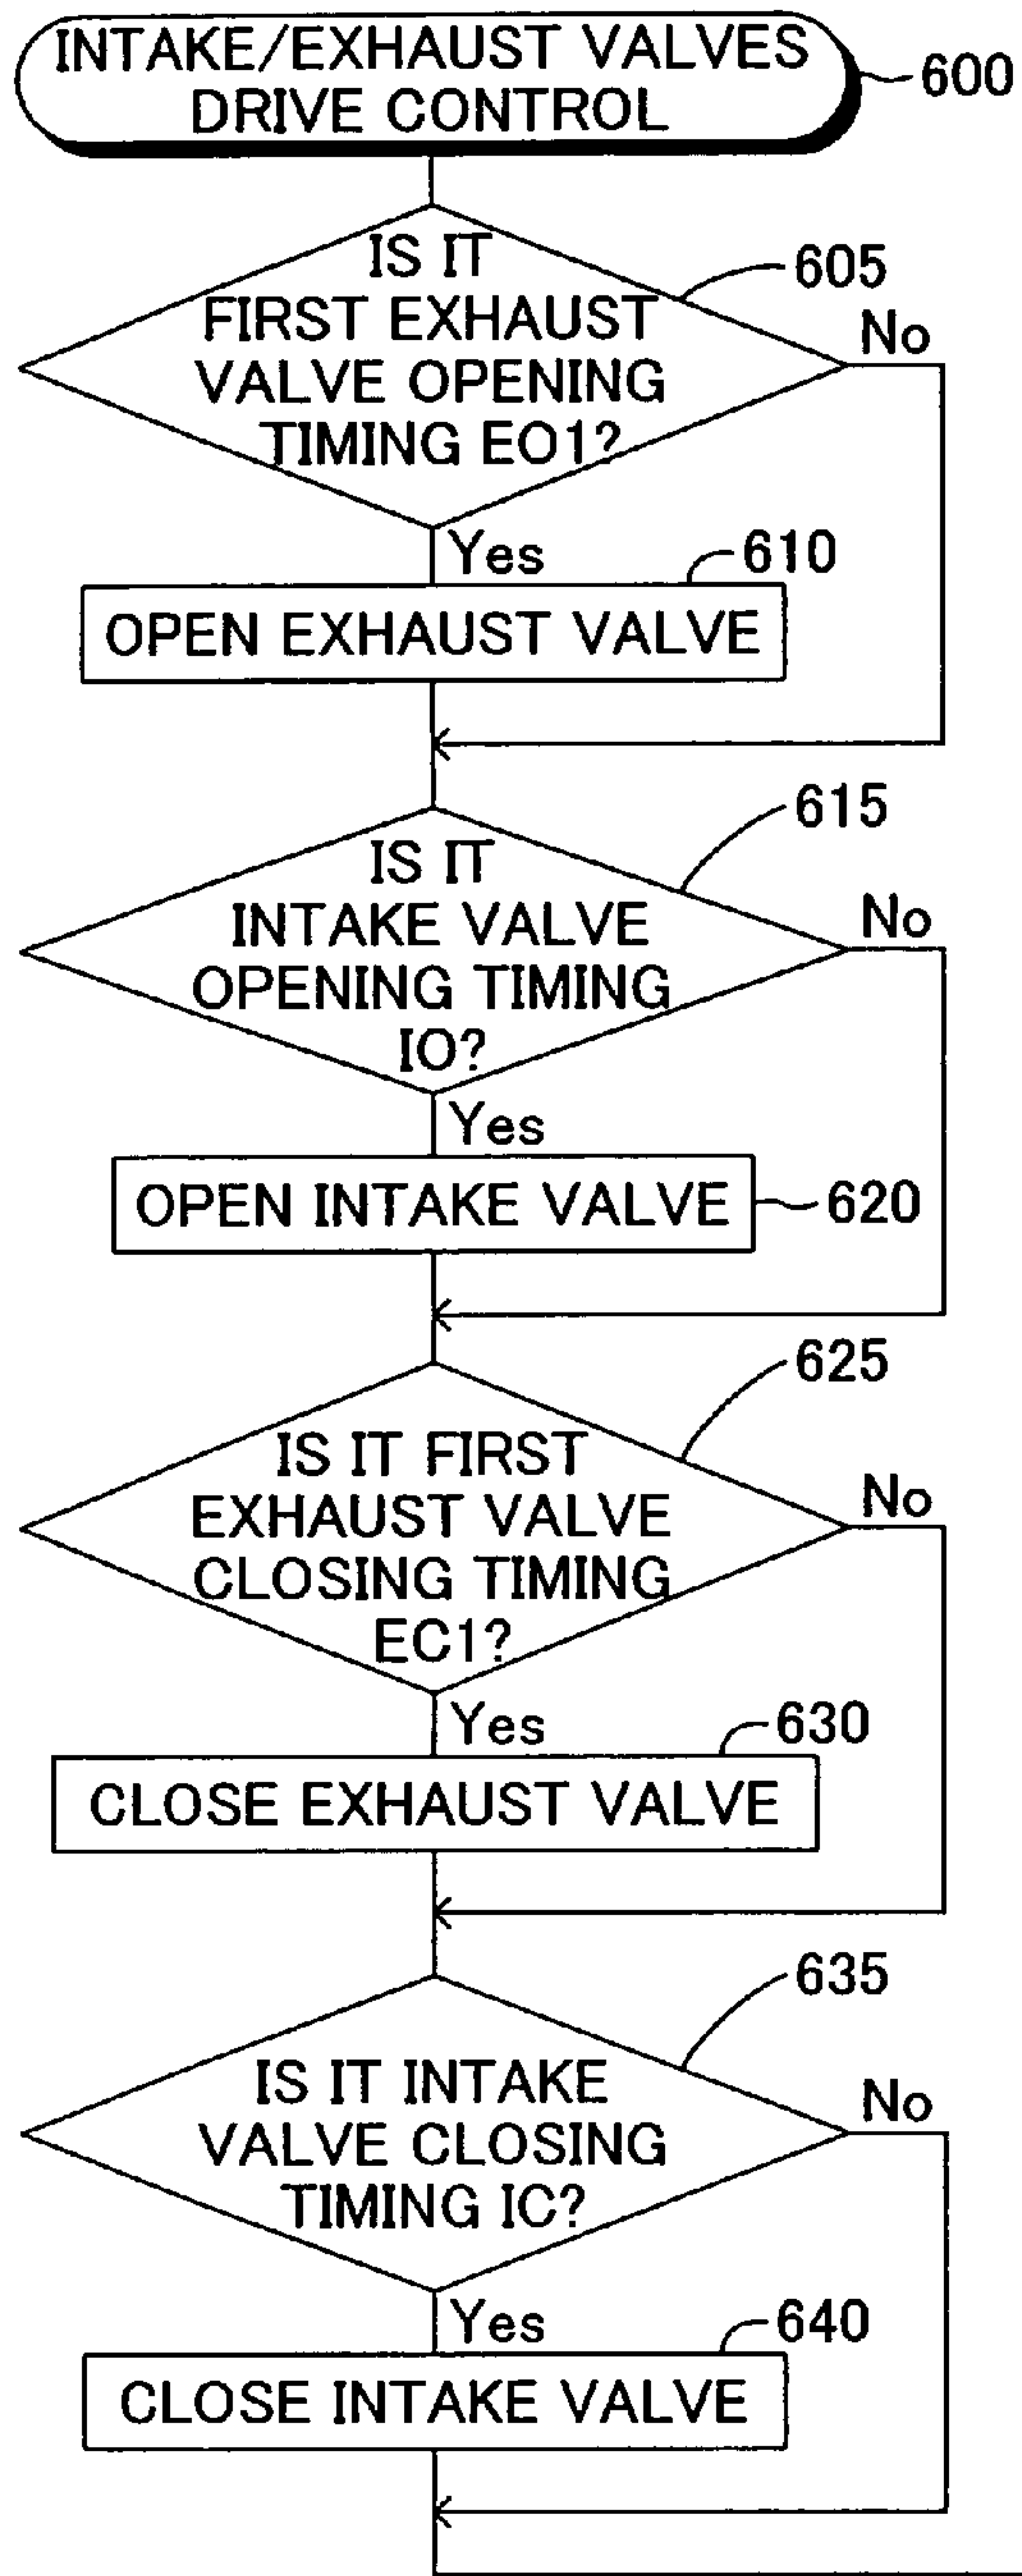 INTAKE/EXHAUST VALVES
DRIVE CONTROL
600
IS IT
FIRST EXHAUST
VALVE OPENING
TIMING EO1?
605
No
Yes
610
OPEN EXHAUST VALVE
615
IS IT
INTAKE VALVE
OPENING TIMING
IO?
No
Yes
OPEN INTAKE VALVE
620
625
IS IT FIRST
EXHAUST VALVE
CLOSING TIMING
EC1?
No
Yes
630
CLOSE EXHAUST VALVE
635
IS IT INTAKE
VALVE CLOSING
TIMING IC?
No
Yes
640
CLOSE INTAKE VALVE